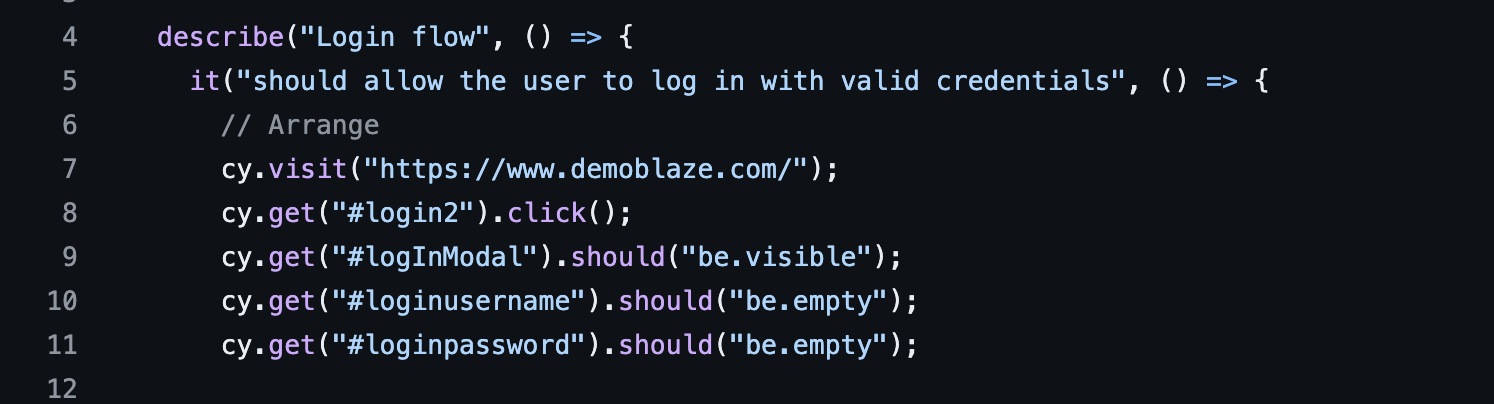 4 describe("Login flow", () => {
5 it("should allow the user to log in with valid credentials", () => {
6 // Arrange
7 cy.visit("https://www.demoblaze.com/");
8 cy.get("#login2").click();
9 cy.get("#logInModal").should("be.visible");
10 cy.get("#loginusername").should("be.empty");
11 cy.get("#loginpassword").should("be.empty");
12